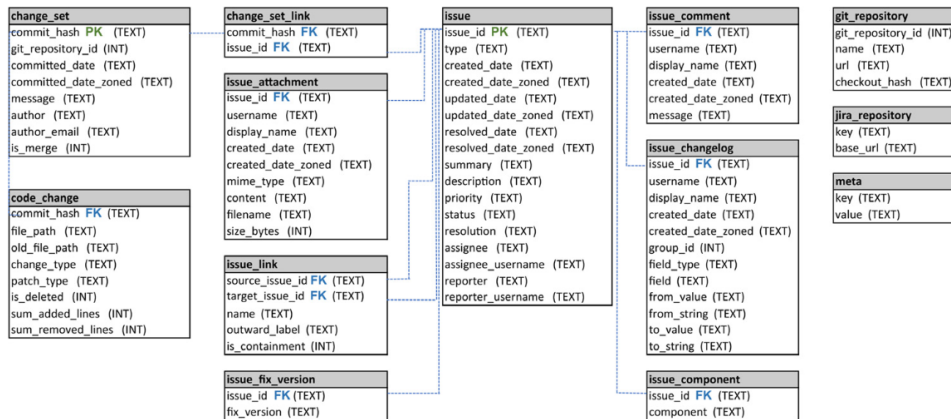 change_set
commit_hash PK (TEXT)
git_repository_id (INT)
committed_date (TEXT)
committed_date_zoned (TEXT)
message (TEXT)
author (TEXT)
author_email (TEXT)
is_merge (INT)
code_change
commit_hash FK (TEXT)
file_path (TEXT)
old_file_path (TEXT)
change_type (TEXT)
patch_type (TEXT)
is_deleted (INT)
sum_added_lines (INT)
sum_removed_lines (INT)
change_set_link
commit_hash FK (TEXT)
issue_id FK (TEXT)
issue_attachment
issue_id FK (TEXT)
username (TEXT)
display_name (TEXT)
created_date (TEXT)
created_date_zoned (TEXT)
mime_type (TEXT)
content (TEXT)
filename (TEXT)
size_bytes (INT)
issue_link
source_issue_id FK (TEXT)
target_issue_id FK (TEXT)
name (TEXT)
outward_label (TEXT)
is_containment (INT)
issue_fix_version
issue_id FK (TEXT)
fix_version (TEXT)
issue
issue_id PK (TEXT)
type (TEXT)
created_date (TEXT)
created_date_zoned (TEXT)
updated_date (TEXT)
updated_date_zoned (TEXT)
resolved_date (TEXT)
resolved_date_zoned (TEXT)
summary (TEXT)
description (TEXT)
priority (TEXT)
status (TEXT)
resolution (TEXT)
assignee (TEXT)
assignee_username (TEXT)
reporter (TEXT)
reporter_username (TEXT)
issue_comment
issue_id FK (TEXT)
username (TEXT)
display_name (TEXT)
created_date (TEXT)
created_date_zoned (TEXT)
message (TEXT)
issue_changelog
issue_id FK (TEXT)
username (TEXT)
display_name (TEXT)
created_date (TEXT)
created_date_zoned (TEXT)
group_id (INT)
field_type (TEXT)
field (TEXT)
from_value (TEXT)
from_string (TEXT)
to_value (TEXT)
to_string (TEXT)
issue_component
issue_id FK (TEXT)
component (TEXT)
git_repository
git_repository_id (INT)
name (TEXT)
url (TEXT)
checkout_hash (TEXT)
jira_repository
key (TEXT)
base_url (TEXT)
meta
key (TEXT)
value (TEXT)